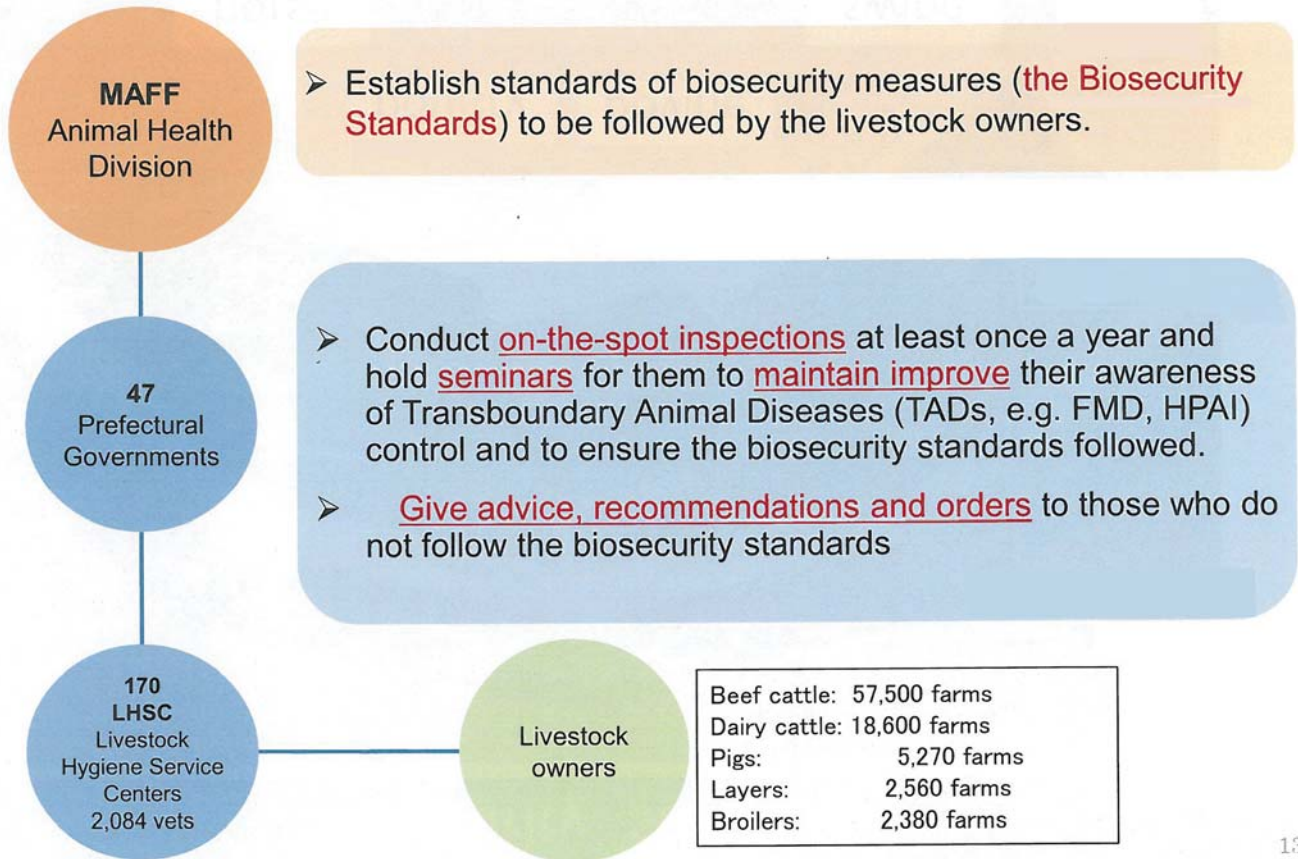 MAFF
Animal Health
Division
➢ Establish standards of biosecurity measures (the Biosecurity
Standards) to be followed by the livestock owners.
47
Prefectural
Governments
➢ Conduct on-the-spot inspections at least once a year and
hold seminars for them to maintain improve their awareness
of Transboundary Animal Diseases (TADs, e.g. FMD, HPAI)
control and to ensure the biosecurity standards followed.
➢ Give advice, recommendations and orders to those who do
not follow the biosecurity standards
170
LHSC
Livestock
Hygiene Service
Centers
2,084 vets
Livestock
owners
Beef cattle: 57,500 farms
Dairy cattle: 18,600 farms
Pigs: 5,270 farms
Layers: 2,560 farms
Broilers: 2,380 farms